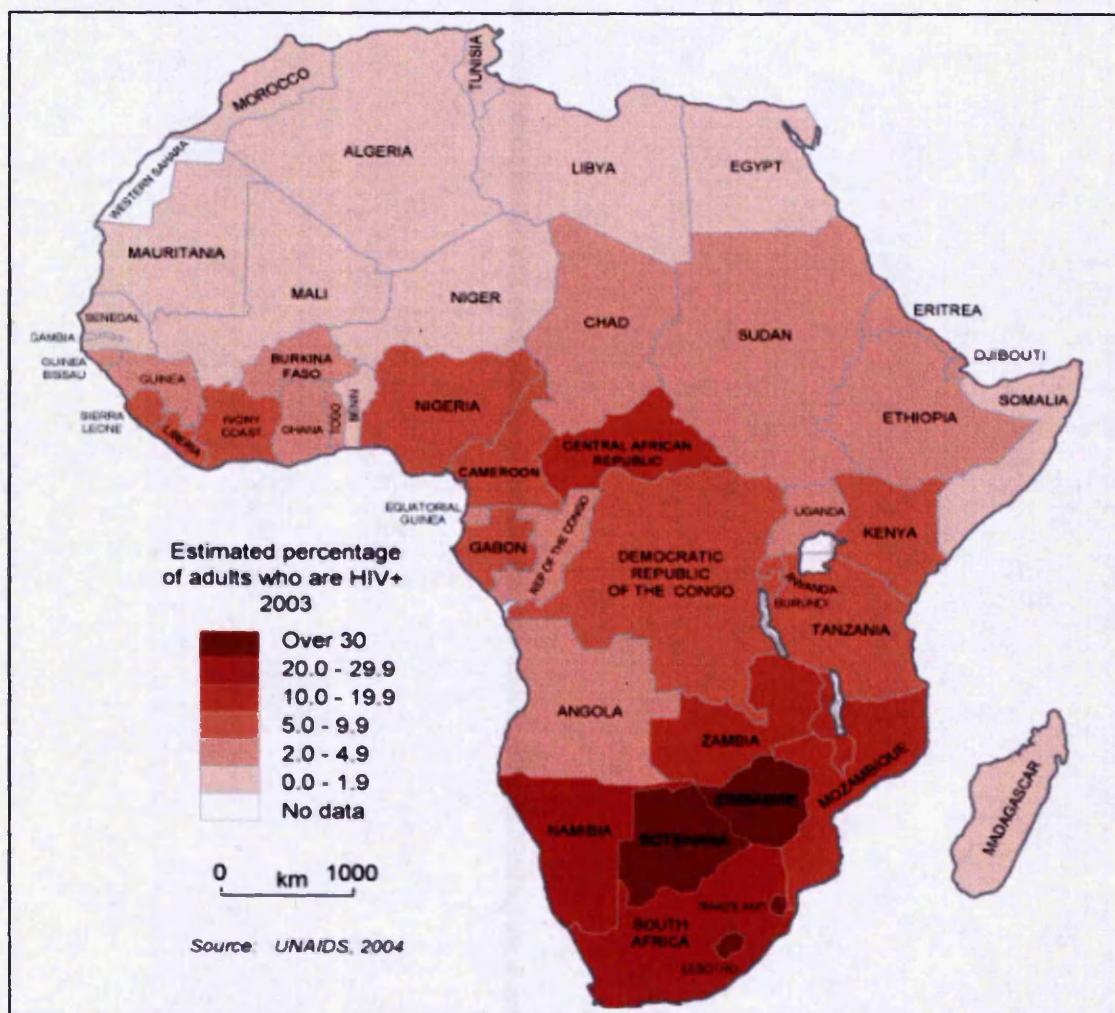 MOROCCO
TUNISIA
ALGERIA
LIBYA
EGYPT
WESTERN SAHARA
MAURITANIA
MALI
NIGER
CHAD
SUDAN
ERITREA
DJIBOUTI
SENEGAL
GAMBIA
GUINEA
BISSAU
GUINEA
SIERRA
LEONE
LIBERIA
IVORY
COAST
BURKINA
FASO
GHANA
TOGO
BENIN
NIGERIA
CAMEROON
CENTRAL AFRICAN
REPUBLIC
ETHIOPIA
SOMALIA
EQUATORIAL
GUINEA
GABON
REP OF THE CONGO
DEMOCRATIC
REPUBLIC
OF THE CONGO
UGANDA
KENYA
RWANDA
BURUNDI
TANZANIA
ANGOLA
ZAMBIA
MOZAMBIQUE
MADAGASCAR
NAMIBIA
BOTSWANA
ZIMBABWE
SWAZILAND
SOUTH
AFRICA
LESOTHO
Estimated percentage
of adults who are HIV+
2003
Over 30
20.0 - 29.9
10.0 - 19.9
5.0 - 9.9
2.0 - 4.9
0.0 - 1.9
No data
0 1000
km
Source: UNAIDS, 2004